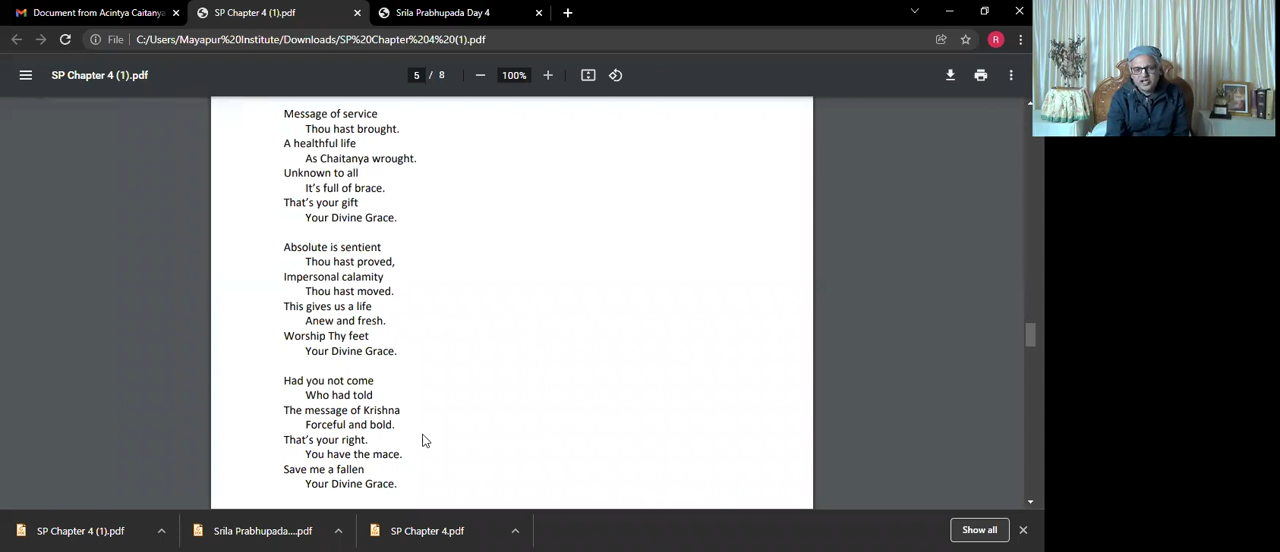 Document from Acintya Caitanya
SP Chapter 4 (1).pdf
Srila Prabhupada Day 4
File
C:/Users/Mayapur%20Institute/Downloads/SP%20Chapter%204%20(1).pdf
R
SP Chapter 4 (1).pdf
5 / 8
100%
Message of service
Thou hast brought.
A healthful life
As Chaitanya wrought.
Unknown to all
It's full of brace.
That's your gift
Your Divine Grace.
Absolute is sentient
Thou hast proved,
Impersonal calamity
Thou hast moved.
This gives us a life
Anew and fresh.
Worship Thy feet
Your Divine Grace.
Had you not come
Who had told
The message of Krishna
Forceful and bold.
That's your right.
You have the mace.
Save me a fallen
Your Divine Grace.
SP Chapter 4 (1).pdf
Srila Prabhupada....pdf
SP Chapter 4.pdf
Show all